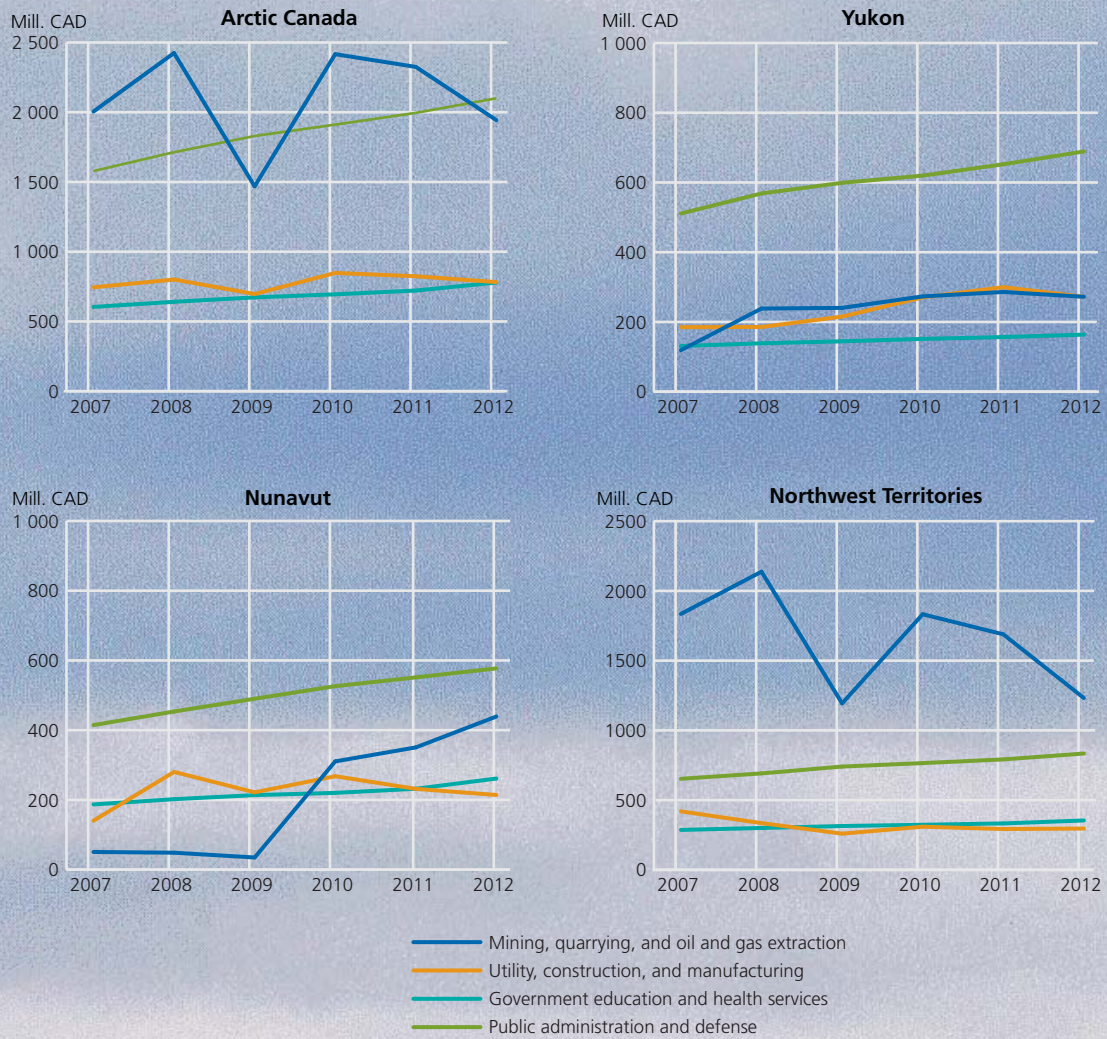 Arctic Canada
Mill. CAD
2 500
2 000
1 500
1 000
500
0
2007 2008 2009 2010 2011 2012
Yukon
Mill. CAD
1 000
800
600
400
200
0
2007 2008 2009 2010 2011 2012
Nunavut
Mill. CAD
1 000
800
600
400
200
0
2007 2008 2009 2010 2011 2012
Northwest Territories
Mill. CAD
2500
2000
1500
1000
500
0
2007 2008 2009 2010 2011 2012
Mining, quarrying, and oil and gas extraction
Utility, construction, and manufacturing
Government education and health services
Public administration and defense